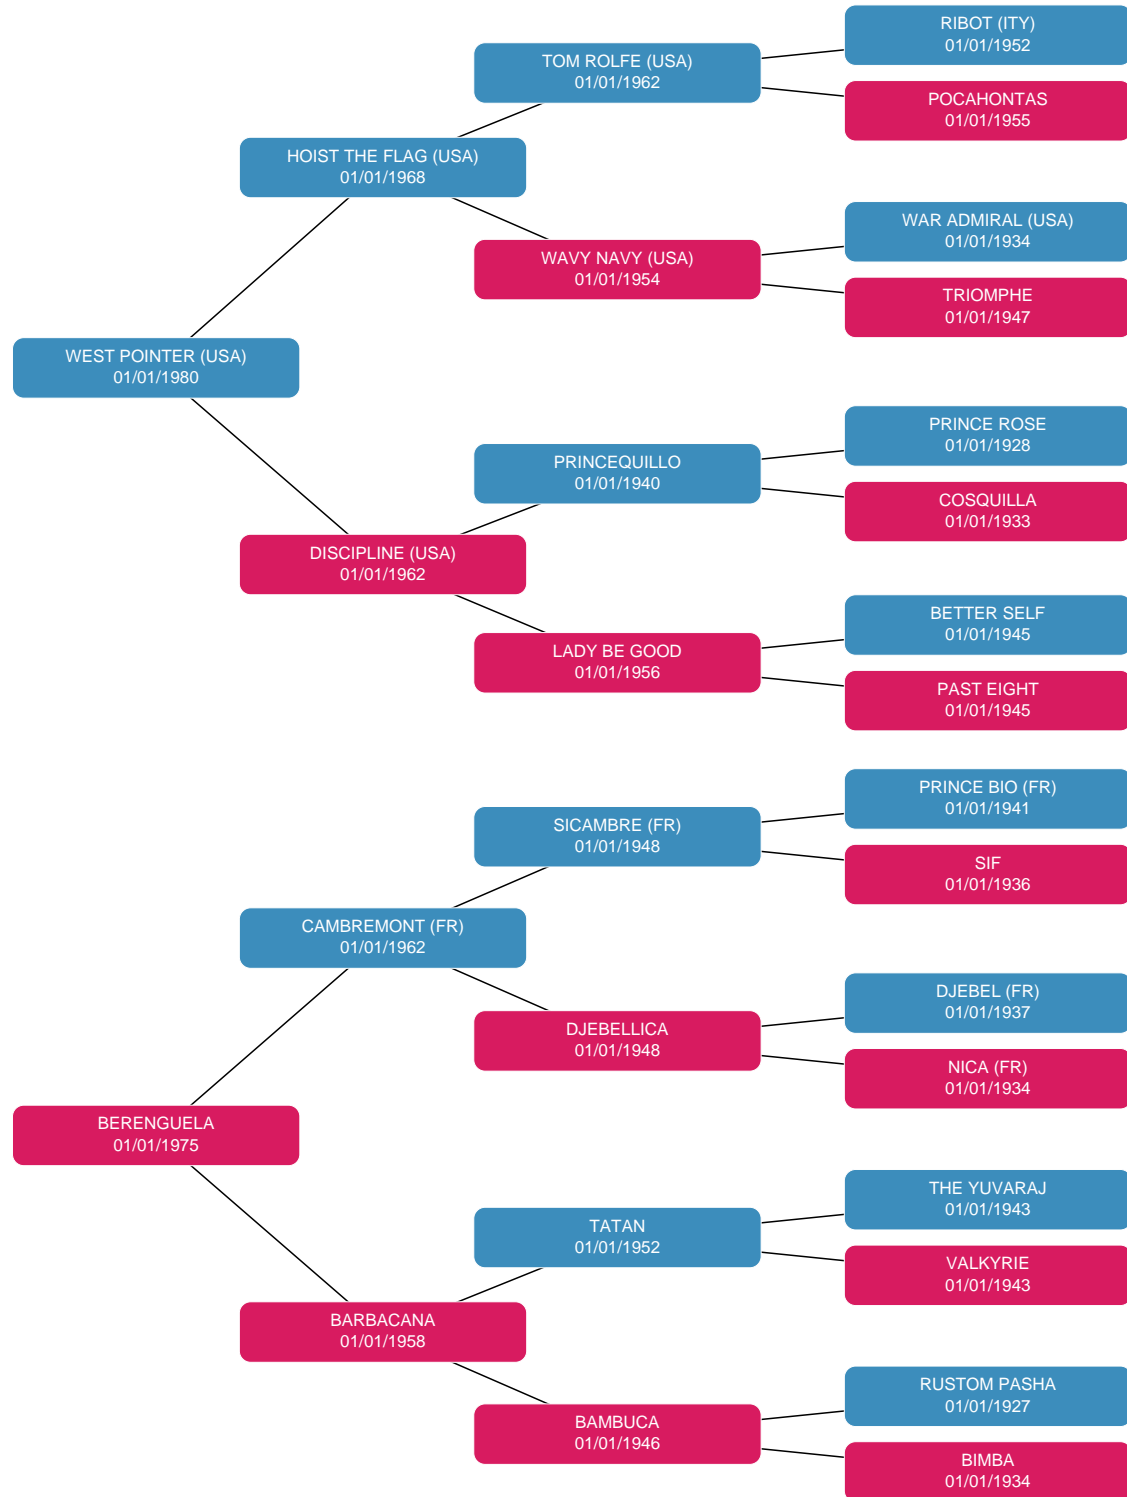 RIBOT (ITY)
01/01/1952
TOM ROLFE (USA)
01/01/1962
POCAHONTAS
01/01/1955
HOIST THE FLAG (USA)
01/01/1968
WAR ADMIRAL (USA)
01/01/1934
WAVY NAVY (USA)
01/01/1954
TRIOMPHE
01/01/1947
WEST POINTER (USA)
01/01/1980
PRINCE ROSE
01/01/1928
PRINCEQUILLO
01/01/1940
COSQUILLA
01/01/1933
DISCIPLINE (USA)
01/01/1962
BETTER SELF
01/01/1945
LADY BE GOOD
01/01/1956
PAST EIGHT
01/01/1945
PRINCE BIO (FR)
01/01/1941
SICAMBRE (FR)
01/01/1948
SIF
01/01/1936
CAMBREMONT (FR)
01/01/1962
DJEBEL (FR)
01/01/1937
DJEBELLICA
01/01/1948
NICA (FR)
01/01/1934
BERENGUELA
01/01/1975
THE YUVARAJ
01/01/1943
TATAN
01/01/1952
VALKYRIE
01/01/1943
BARBACANA
01/01/1958
RUSTOM PASHA
01/01/1927
BAMBUCA
01/01/1946
BIMBA
01/01/1934